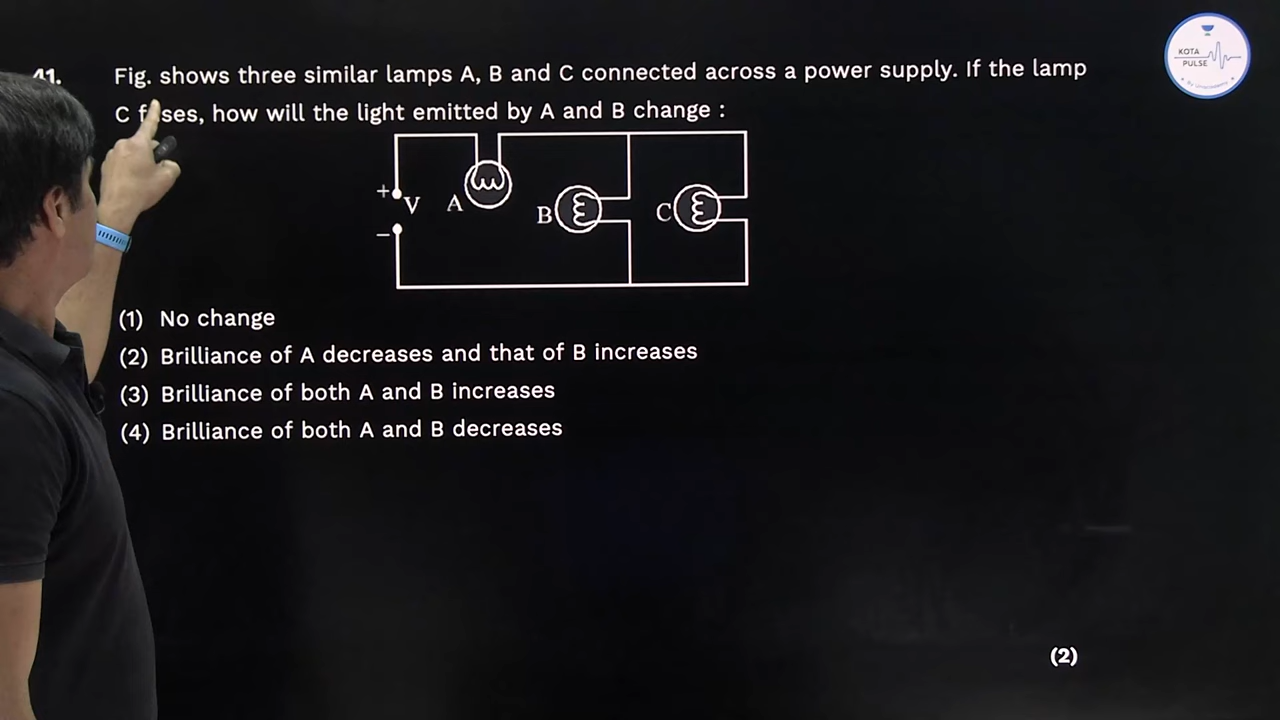 41.
Fig. shows three similar lamps A, B and C connected across a power supply. If the lamp
C fuses, how will the light emitted by A and B change :
+
V
A
B
C
–
(1) No change
(2) Brilliance of A decreases and that of B increases
(3) Brilliance of both A and B increases
(4) Brilliance of both A and B decreases
(2)
KOTA
PULSE